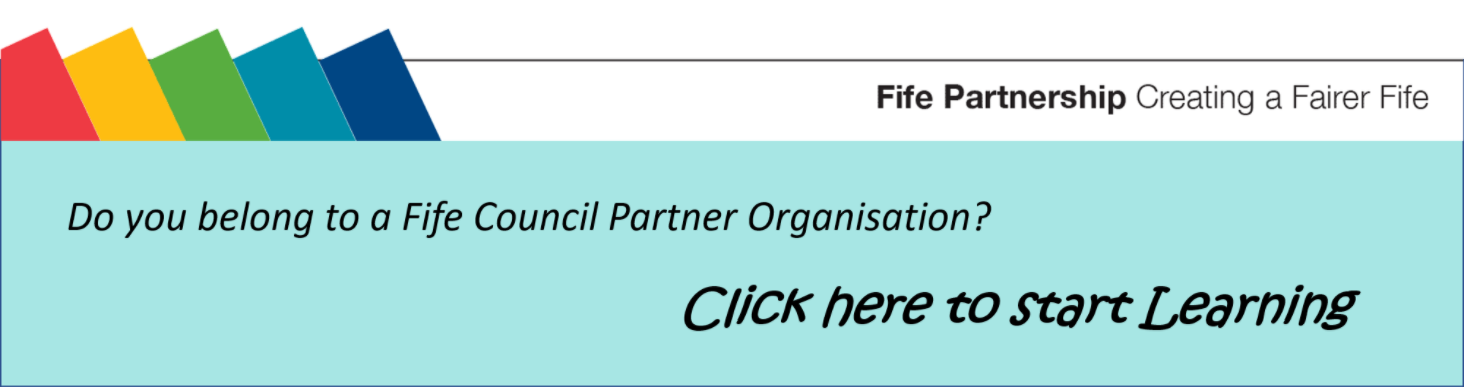 Fife Partnership Creating a Fairer Fife
Do you belong to a Fife Council Partner Organisation?
Click here to start Learning